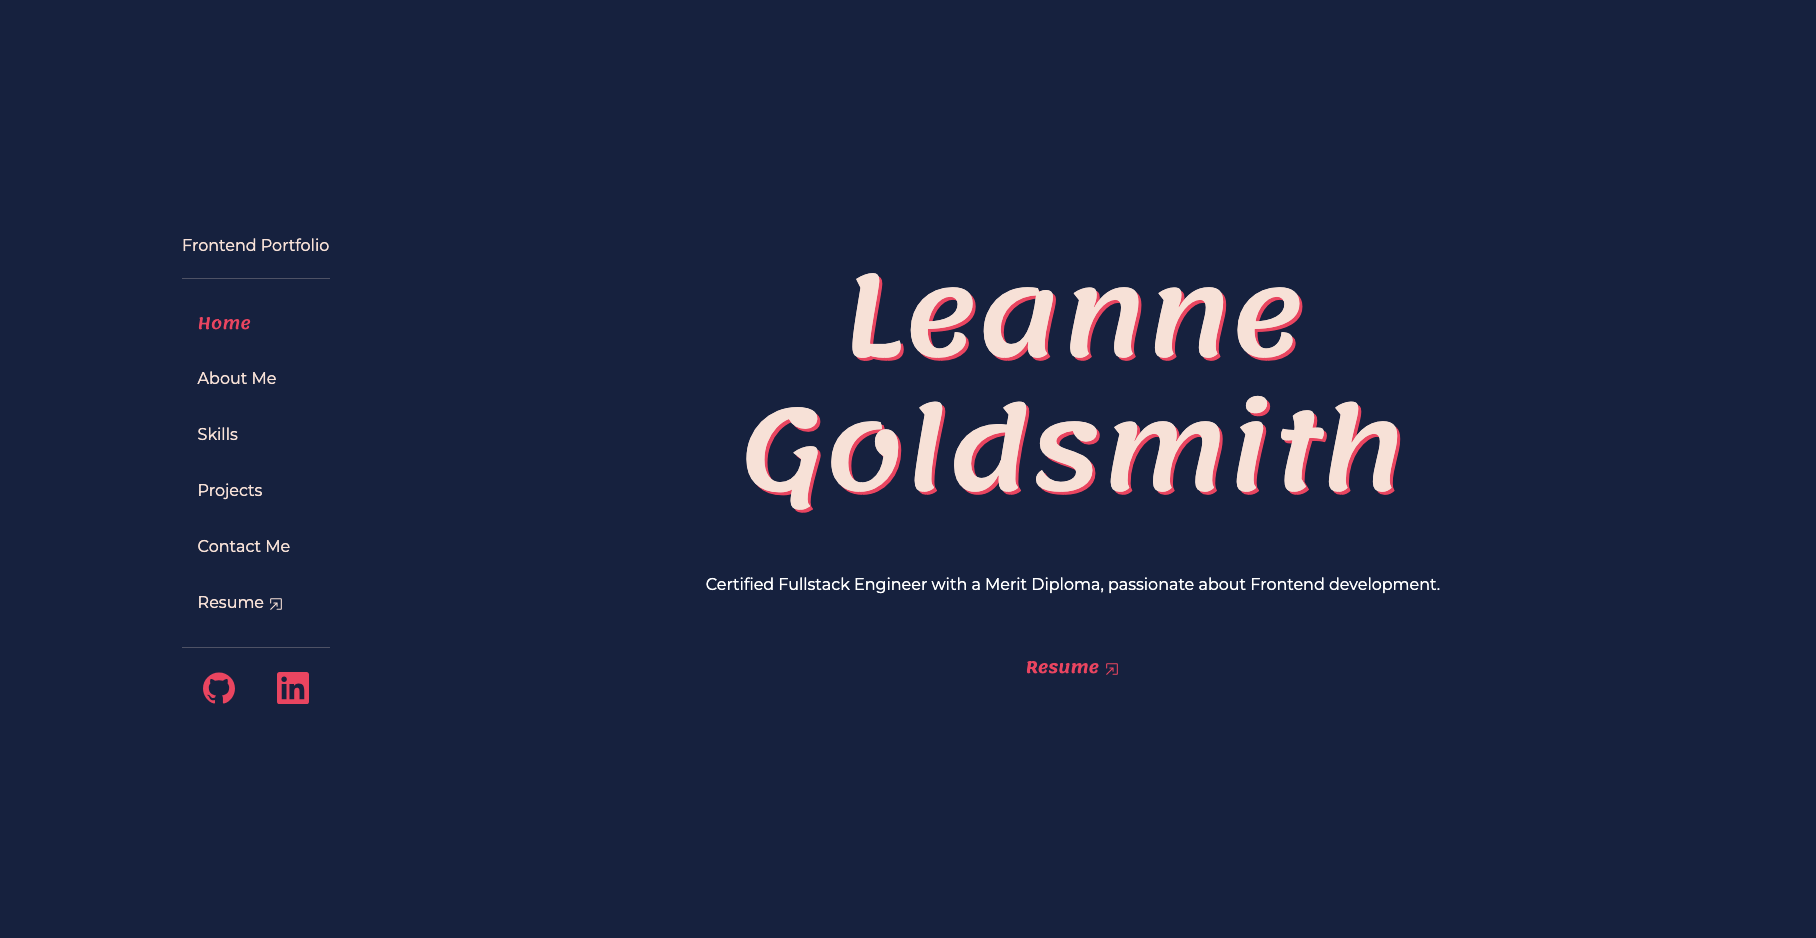 Frontend Portfolio
Home
About Me
Skills
Projects
Contact Me
Resume
in
Leanne
Goldsmith
Certified Fullstack Engineer with a Merit Diploma, passionate about Frontend development.
Resume